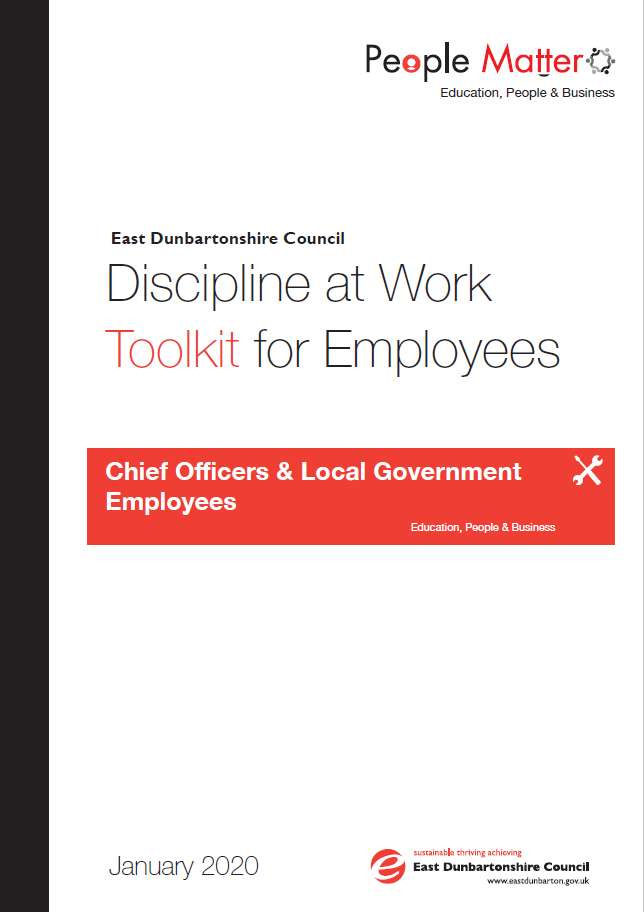 People Matter
Education, People & Business
East Dunbartonshire Council
Discipline at Work
Toolkit for Employees
Chief Officers & Local Government
Employees
Education, People & Business
January 2020
sustainable thriving achieving
East Dunbartonshire Council
www.eastdunbarton.gov.uk